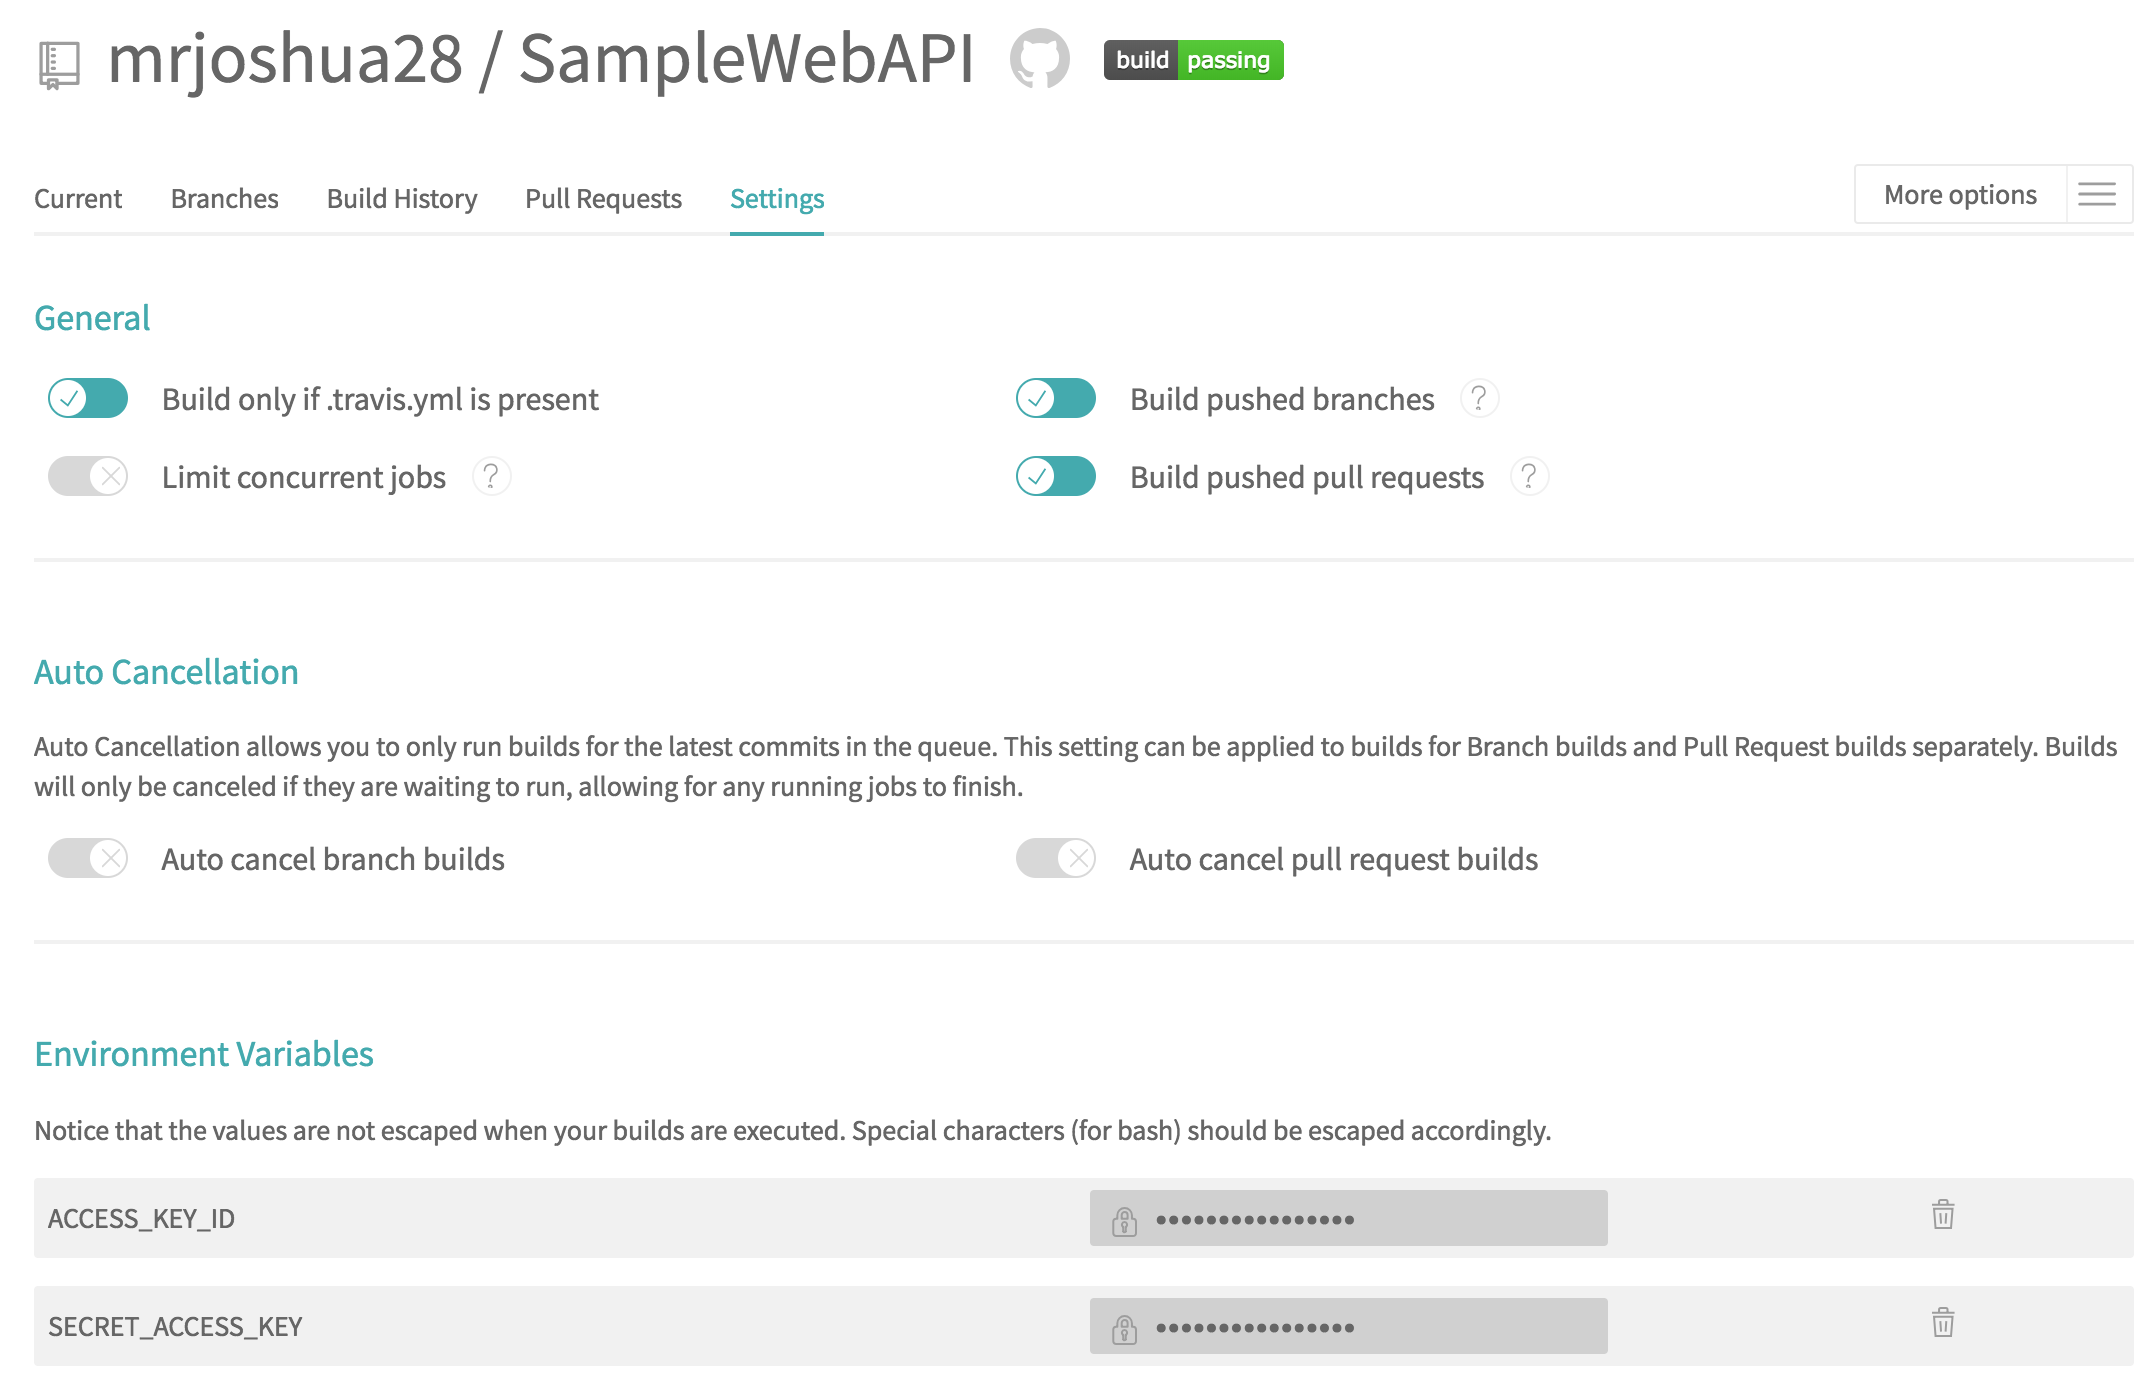 mrjoshua28 / SampleWebAPI build passing
Current Branches Build History Pull Requests Settings More options
General
Build only if .travis.yml is present Build pushed branches ?
Limit concurrent jobs ? Build pushed pull requests ?
Auto Cancellation
Auto Cancellation allows you to only run builds for the latest commits in the queue. This setting can be applied to builds for Branch builds and Pull Request builds separately. Builds
will only be canceled if they are waiting to run, allowing for any running jobs to finish.
Auto cancel branch builds Auto cancel pull request builds
Environment Variables
Notice that the values are not escaped when your builds are executed. Special characters (for bash) should be escaped accordingly.
ACCESS_KEY_ID ••••••••••••••••
SECRET_ACCESS_KEY ••••••••••••••••